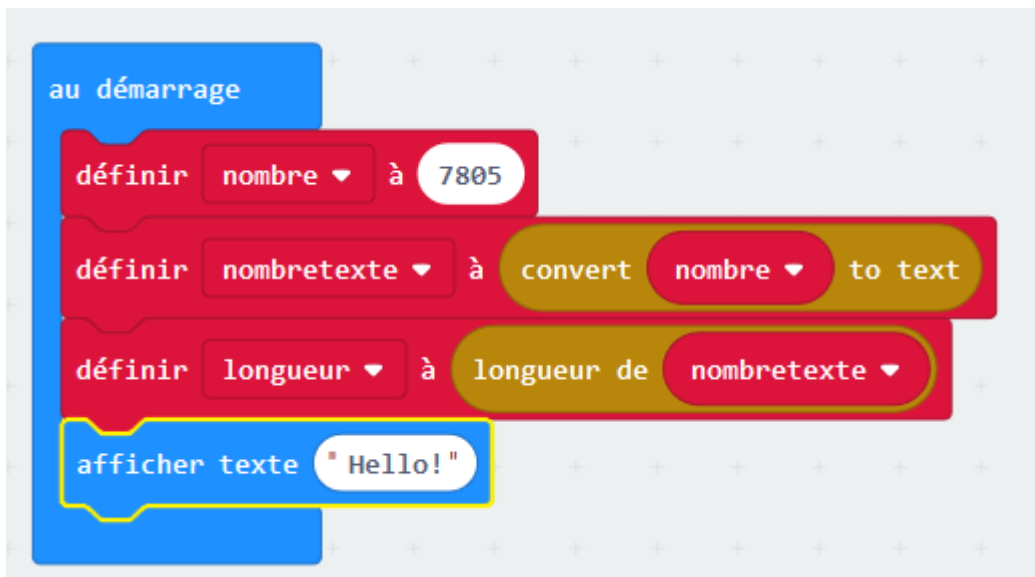 au démarrage
définir nombre à 7805
définir nombretexte à convert nombre to text
définir longueur à longueur de nombretexte
afficher texte "Hello!"